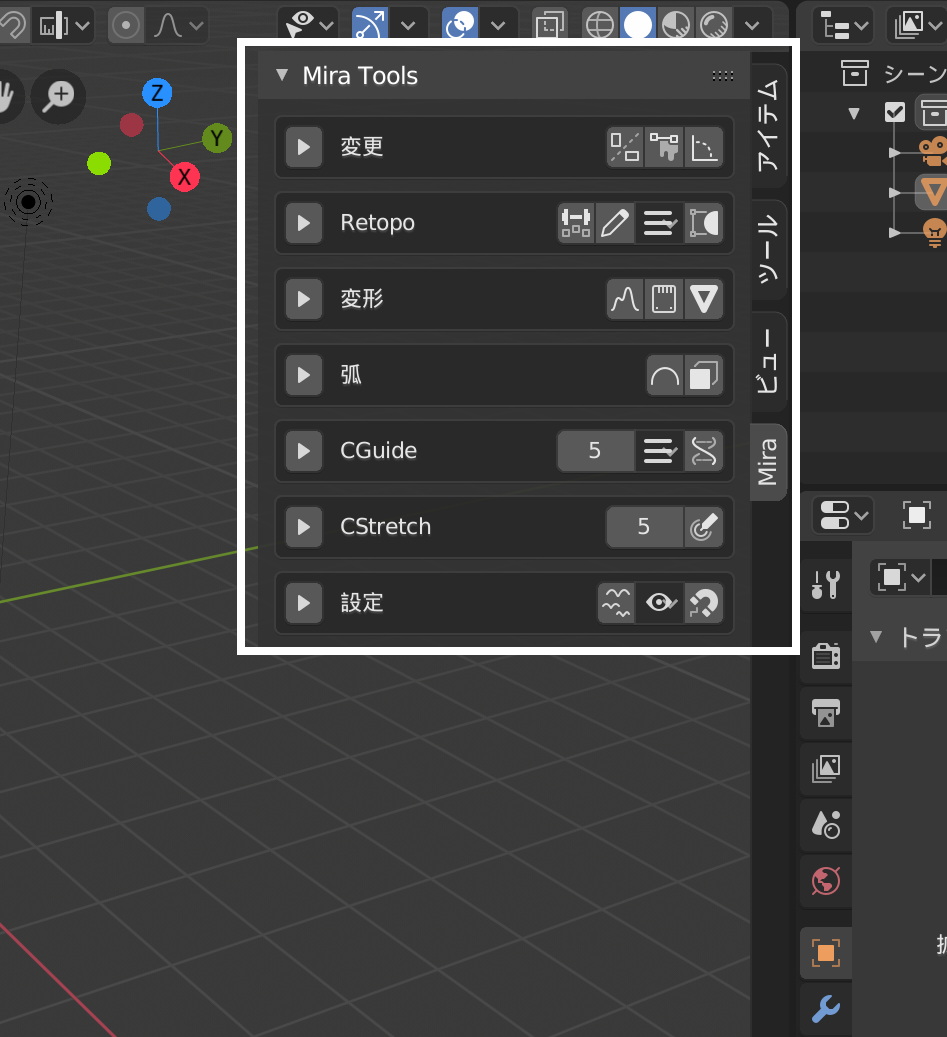 Z
Y
X
Mira Tools
変更
Retopo
変形
弧
CGuide
5
CStretch
5
設定
アイテム
ツール
ビュー
Mira
シーン
トラ